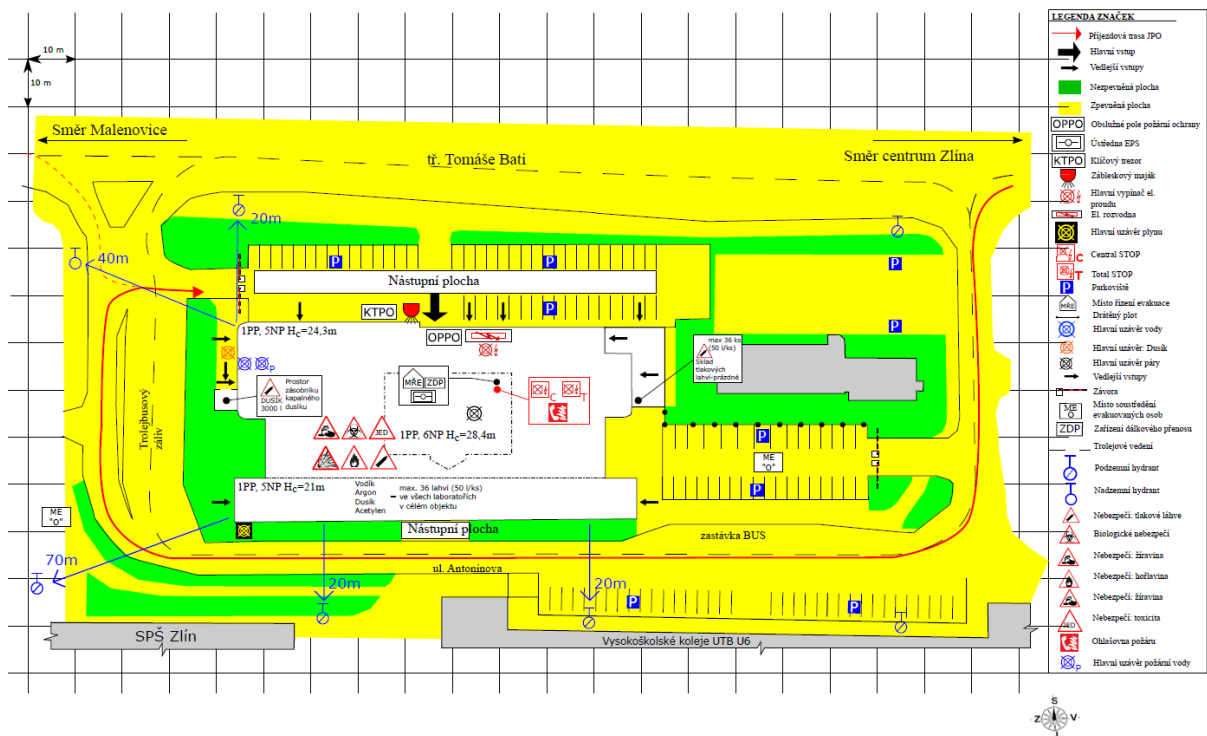 10 m
10 m
Směr Malenovice
tř. Tomáše Bati
Směr centrum Zlína
20m
40m
P
P
Nástupní plocha
P
P
P
KTPO
OPPO
1PP, 5NP Hc=24,3m
P
DUSÍK
3000 l
Prostor
zásobníku
kapalného
dusíku
MŘE ZDP
C
T
max 36 ks
(50 l/ks)
Sklad
tlakových
lahví-prázdné
JED
1PP, 6NP Hc=28,4m
Trolejbusový
záliv
P
ME
"O"
P
1PP, 5NP Hc=21m
Vodík
Argon
Dusík
Acetylen
max. 36 lahví (50 l/ks)
– ve všech laboratořích
v célém objektu
ME
"O"
Nástupní plocha
zastávka BUS
70m
ul. Antonínova
20m
20m
P
P
SPŠ Zlín
Vysokoškolské koleje UTB U6
LEGENDA ZNAČEK
Příjezdová trasa JPO
Hlavní vstup
Vedlejší vstupy
Nezpevněná plocha
Zpevněná plocha
OPPO Obslužné pole požární ochrany
Ústředna EPS
KTPO Klíčový trezor
Zábleskový maják
Hlavní vypínač el.
proudu
El. rozvodna
Hlavní uzávěr plynu
C Central STOP
T Total STOP
P Parkoviště
MŘE Místo řízení evakuace
Drátěný plot
Hlavní uzávěr vody
Hlavní uzávěr: Dusík
Hlavní uzávěr páry
Vedlejší vstupy
Závora
ME
O
Místo soustředění
evakuovaných osob
ZDP Zařízení dálkového přenosu
Trolejové vedení
Podzemní hydrant
Nadzemní hydrant
Nebezpečí: tlakové láhve
Biologické nebezpečí
Nebezpečí: žíravina
Nebezpečí: hořlavina
Nebezpečí: žíravina
JED Nebezpečí: toxicita
Ohlašovna požáru
P Hlavní uzávěr požární vody
S
Z V